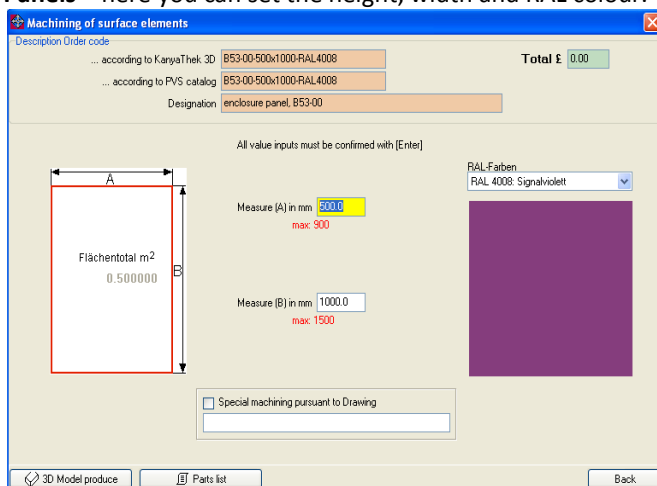 Panels – here you can set the height, width and RAL colour.
Machining of surface elements
Description Order code
... according to KanyaThek 3D B53-00-500x1000-RAL4008 Total £ 0.00
... according to PVS catalog B53-00-500x1000-RAL4008
Designation enclosure panel, B53-00
All value inputs must be confirmed with [Enter]
RAL-Farben
A
RAL 4008: Signalviolett
Measure (A) in mm 500.0
max: 900
Flächentotal m2
B
0.500000
Measure (B) in mm 1000.0
max: 1500
Special machining pursuant to Drawing
3D Model produce Parts list Back